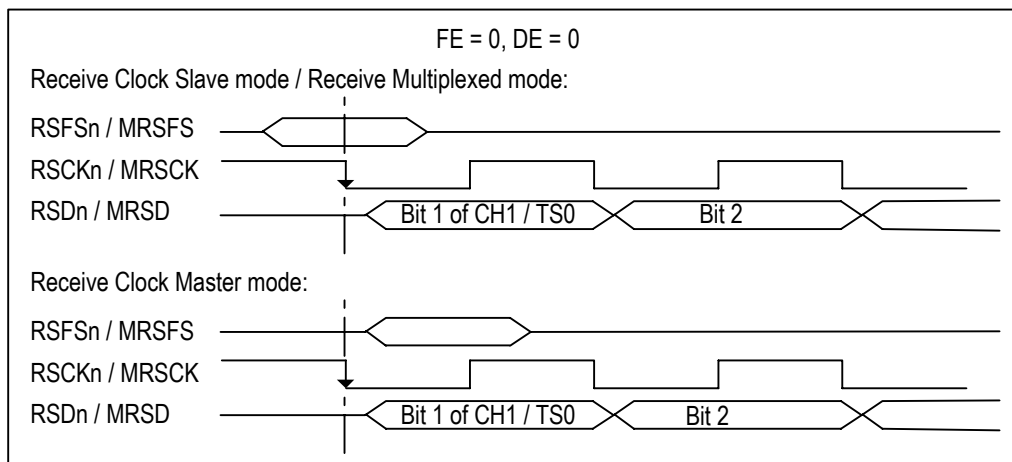 FE = 0, DE = 0
Receive Clock Slave mode / Receive Multiplexed mode:
RSFSn / MRSFS
RSCKn / MRSCK
RSDn / MRSD Bit 1 of CH1 / TS0 Bit 2
Receive Clock Master mode:
RSFSn / MRSFS
RSCKn / MRSCK
RSDn / MRSD Bit 1 of CH1 / TS0 Bit 2